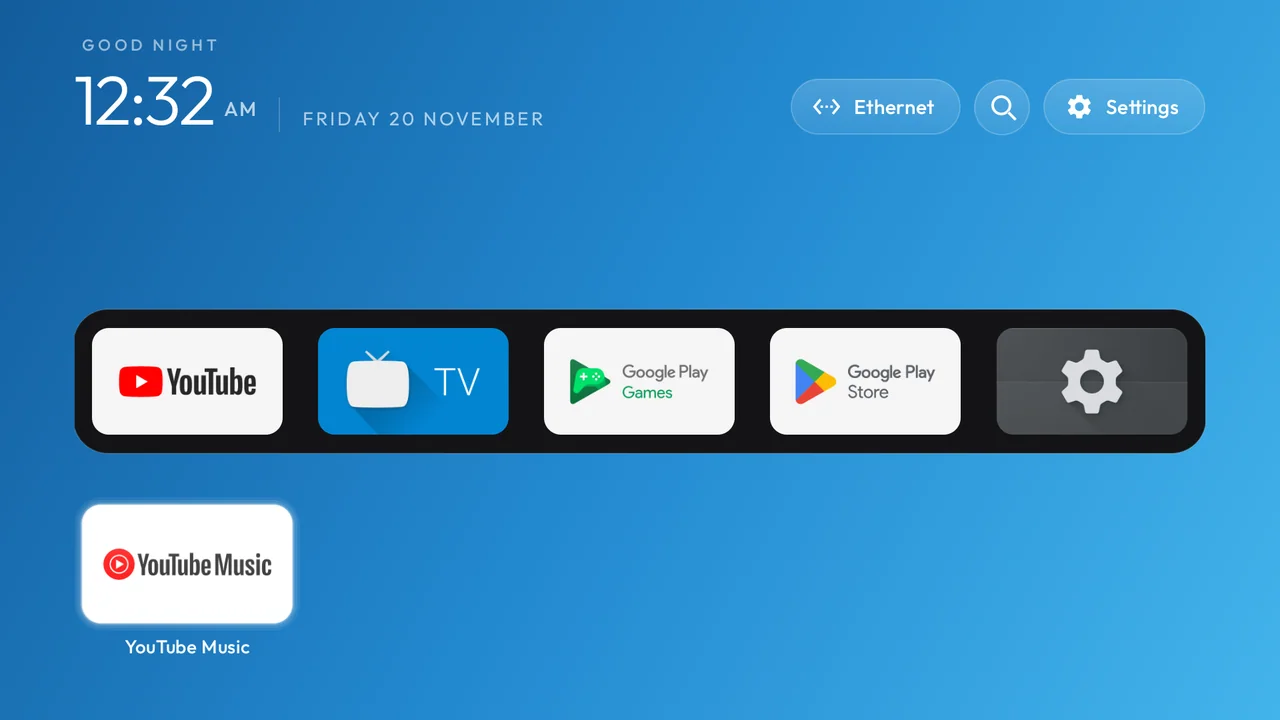 GOOD NIGHT
12:32 AM
FRIDAY 20 NOVEMBER
Ethernet
Settings
YouTube
TV
Google Play
Games
Google Play
Store
YouTube Music
YouTube Music